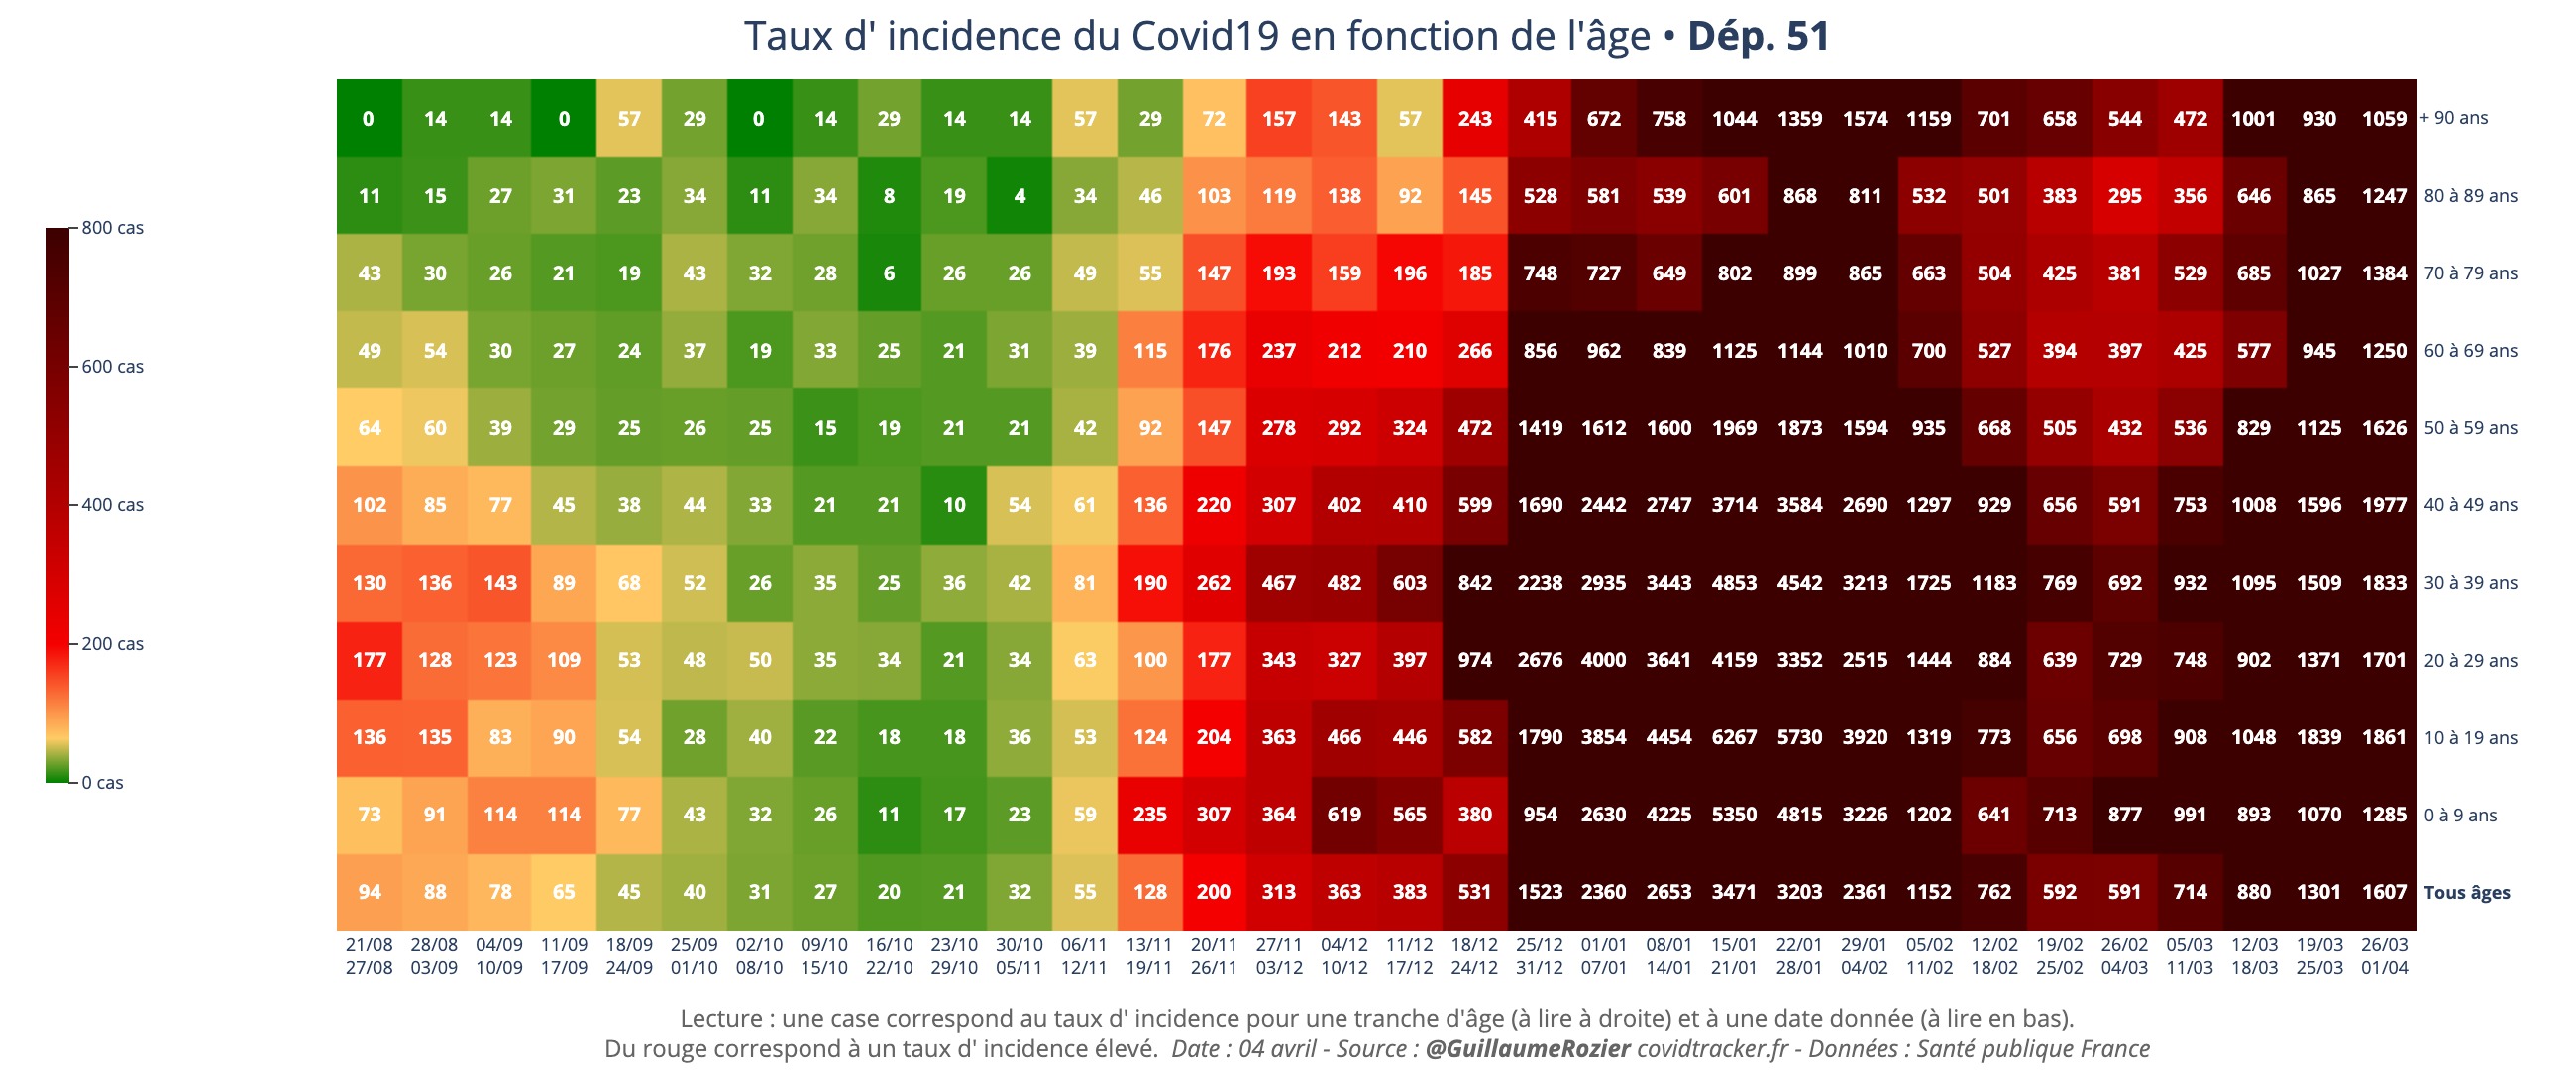 Taux d' incidence du Covid19 en fonction de l'âge • Dép. 51
800 cas
600 cas
400 cas
200 cas
0 cas
0 14 14 0 57 29 0 14 29 14 14 57 29 72 157 143 57 243 415 672 758 1044 1359 1574 1159 701 658 544 472 1001 930 1059 + 90 ans
11 15 27 31 23 34 11 34 8 19 4 34 46 103 119 138 92 145 528 581 539 601 868 811 532 501 383 295 356 646 865 1247 80 à 89 ans
43 30 26 21 19 43 32 28 6 26 26 49 55 147 193 159 196 185 748 727 649 802 899 865 663 504 425 381 529 685 1027 1384 70 à 79 ans
49 54 30 27 24 37 19 33 25 21 31 39 115 176 237 212 210 266 856 962 839 1125 1144 1010 700 527 394 397 425 577 945 1250 60 à 69 ans
64 60 39 29 25 26 25 15 19 21 21 42 92 147 278 292 324 472 1419 1612 1600 1969 1873 1594 935 668 505 432 536 829 1125 1626 50 à 59 ans
102 85 77 45 38 44 33 21 21 10 54 61 136 220 307 402 410 599 1690 2442 2747 3714 3584 2690 1297 929 656 591 753 1008 1596 1977 40 à 49 ans
130 136 143 89 68 52 26 35 25 36 42 81 190 262 467 482 603 842 2238 2935 3443 4853 4542 3213 1725 1183 769 692 932 1095 1509 1833 30 à 39 ans
177 128 123 109 53 48 50 35 34 21 34 63 100 177 343 327 397 974 2676 4000 3641 4159 3352 2515 1444 884 639 729 748 902 1371 1701 20 à 29 ans
136 135 83 90 54 28 40 22 18 18 36 53 124 204 363 466 446 582 1790 3854 4454 6267 5730 3920 1319 773 656 698 908 1048 1839 1861 10 à 19 ans
73 91 114 114 77 43 32 26 11 17 23 59 235 307 364 619 565 380 954 2630 4225 5350 4815 3226 1202 641 713 877 991 893 1070 1285 0 à 9 ans
94 88 78 65 45 40 31 27 20 21 32 55 128 200 313 363 383 531 1523 2360 2653 3471 3203 2361 1152 762 592 591 714 880 1301 1607 Tous âges
21/08 28/08 04/09 11/09 18/09 25/09 02/10 09/10 16/10 23/10 30/10 06/11 13/11 20/11 27/11 04/12 11/12 18/12 25/12 01/01 08/01 15/01 22/01 29/01 05/02 12/02 19/02 26/02 05/03 12/03 19/03 26/03
27/08 03/09 10/09 17/09 24/09 01/10 08/10 15/10 22/10 29/10 05/11 12/11 19/11 26/11 03/12 10/12 17/12 24/12 31/12 07/01 14/01 21/01 28/01 04/02 11/02 18/02 25/02 04/03 11/03 18/03 25/03 01/04
Lecture : une case correspond au taux d' incidence pour une tranche d'âge (à lire à droite) et à une date donnée (à lire en bas).
Du rouge correspond à un taux d' incidence élevé. Date : 04 avril - Source : @GuillaumeRozier covidtracker.fr - Données : Santé publique France